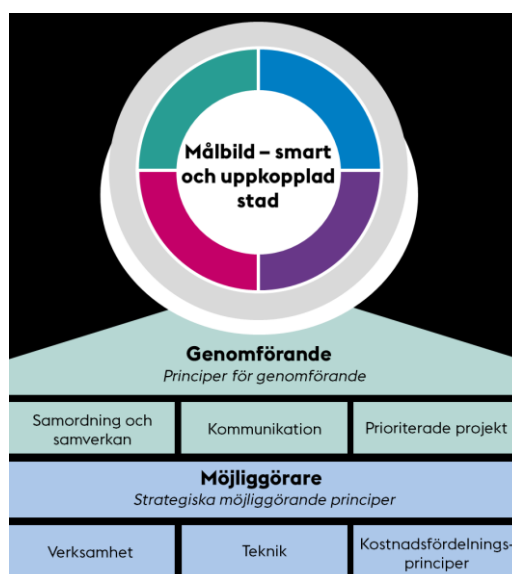 Målbild – smart
och uppkopplad
stad
Genomförande
Principer för genomförande
Samordning och
samverkan
Kommunikation
Prioriterade projekt
Möjliggörare
Strategiska möjliggörande principer
Verksamhet
Teknik
Kostnadsfördelnings-
principer